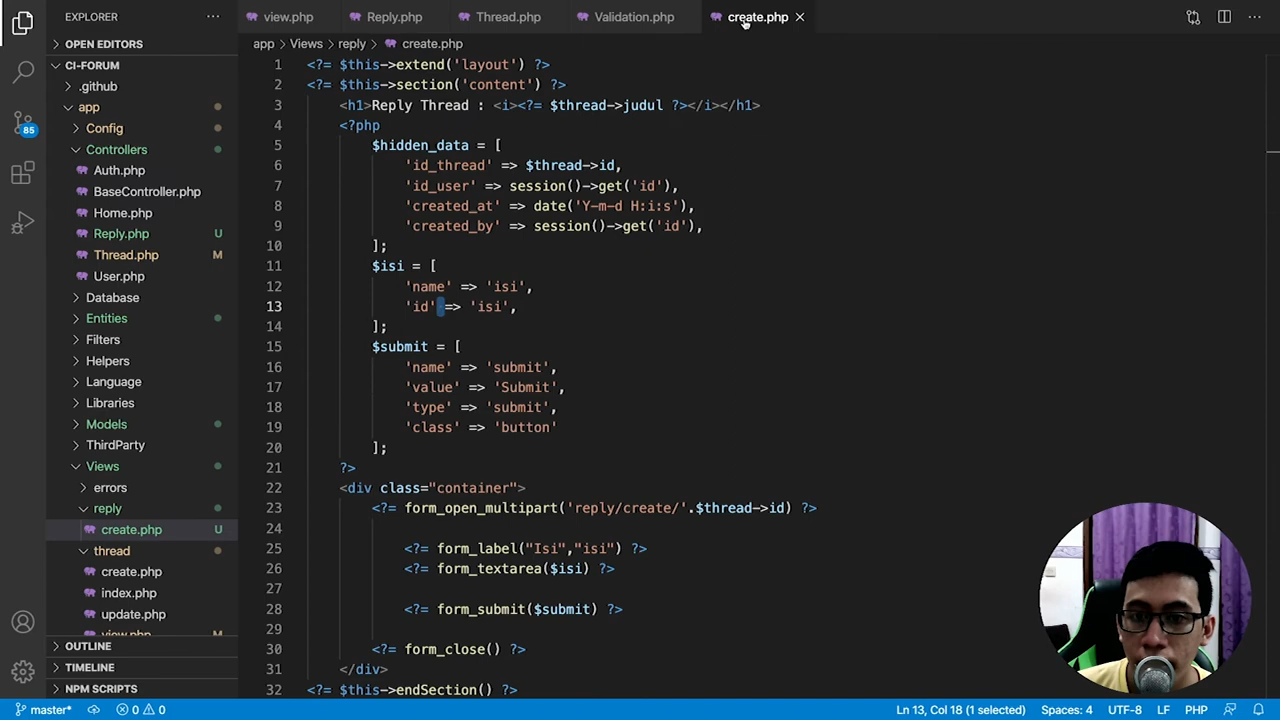 EXPLORER
view.php
Reply.php
Thread.php
Validation.php
create.php
OPEN EDITORS
CI-FORUM
.github
app
Config
Controllers
Auth.php
BaseController.php
Home.php
Reply.php U
Thread.php M
User.php
Database
Entities
Filters
Helpers
Language
Libraries
Models
ThirdParty
Views
errors
reply
create.php U
thread
create.php
index.php
update.php
view.php M
OUTLINE
TIMELINE
NPM SCRIPTS
85
app > Views > reply > create.php
1 <?= $this->extend('layout') ?>
2 <?= $this->section('content') ?>
3 <h1>Reply Thread : <i><?= $thread->judul ?></i></h1>
4 <?php
5 $hidden_data = [
6 'id_thread' => $thread->id,
7 'id_user' => session()->get('id'),
8 'created_at' => date('Y-m-d H:i:s'),
9 'created_by' => session()->get('id'),
10 ];
11 $isi = [
12 'name' => 'isi',
13 'id' => 'isi',
14 ];
15 $submit = [
16 'name' => 'submit',
17 'value' => 'Submit',
18 'type' => 'submit',
19 'class' => 'button'
20 ];
21 ?>
22 <div class="container">
23 <?= form_open_multipart('reply/create/'.$thread->id) ?>
24
25 <?= form_label("Isi","isi") ?>
26 <?= form_textarea($isi) ?>
27
28 <?= form_submit($submit) ?>
29
30 <?= form_close() ?>
31 </div>
32 <?= $this->endSection() ?>
master* 0 0 Ln 13, Col 18 (1 selected) Spaces: 4 UTF-8 LF PHP